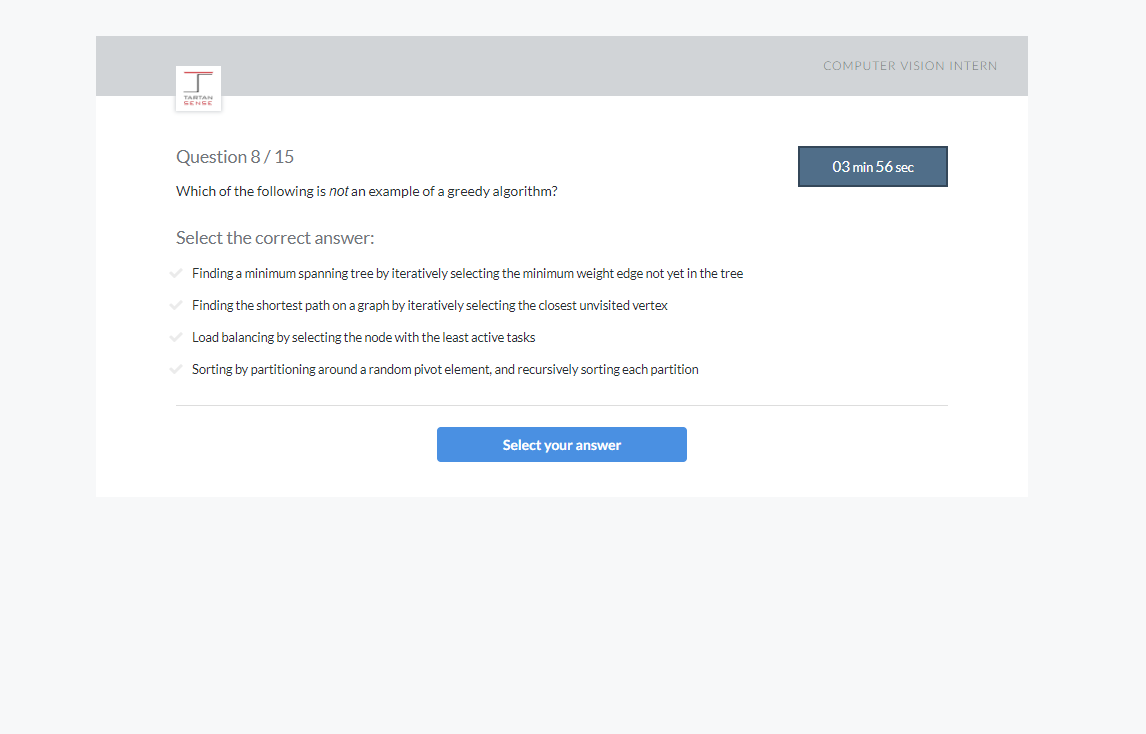 COMPUTER VISION INTERN
TARTAN
SENSE
Question 8 / 15
03 min 56 sec
Which of the following is not an example of a greedy algorithm?
Select the correct answer:
Finding a minimum spanning tree by iteratively selecting the minimum weight edge not yet in the tree
Finding the shortest path on a graph by iteratively selecting the closest unvisited vertex
Load balancing by selecting the node with the least active tasks
Sorting by partitioning around a random pivot element, and recursively sorting each partition
Select your answer